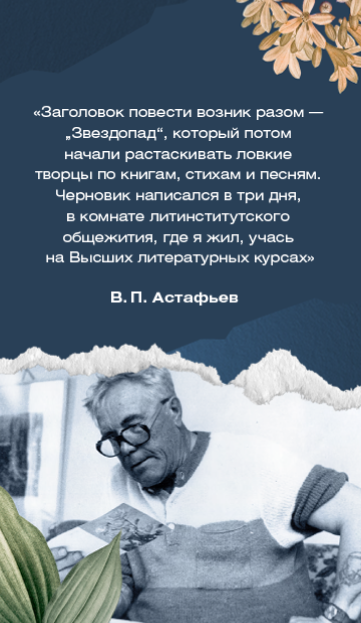 «Заголовок повести возник разом —
„Звездопад“, который потом
начали растаскивать ловкие
творцы по книгам, стихам и песням.
Черновик написался в три дня,
в комнате литинститутского
общежития, где я жил, учась
на Высших литературных курсах»
В. П. Астафьев